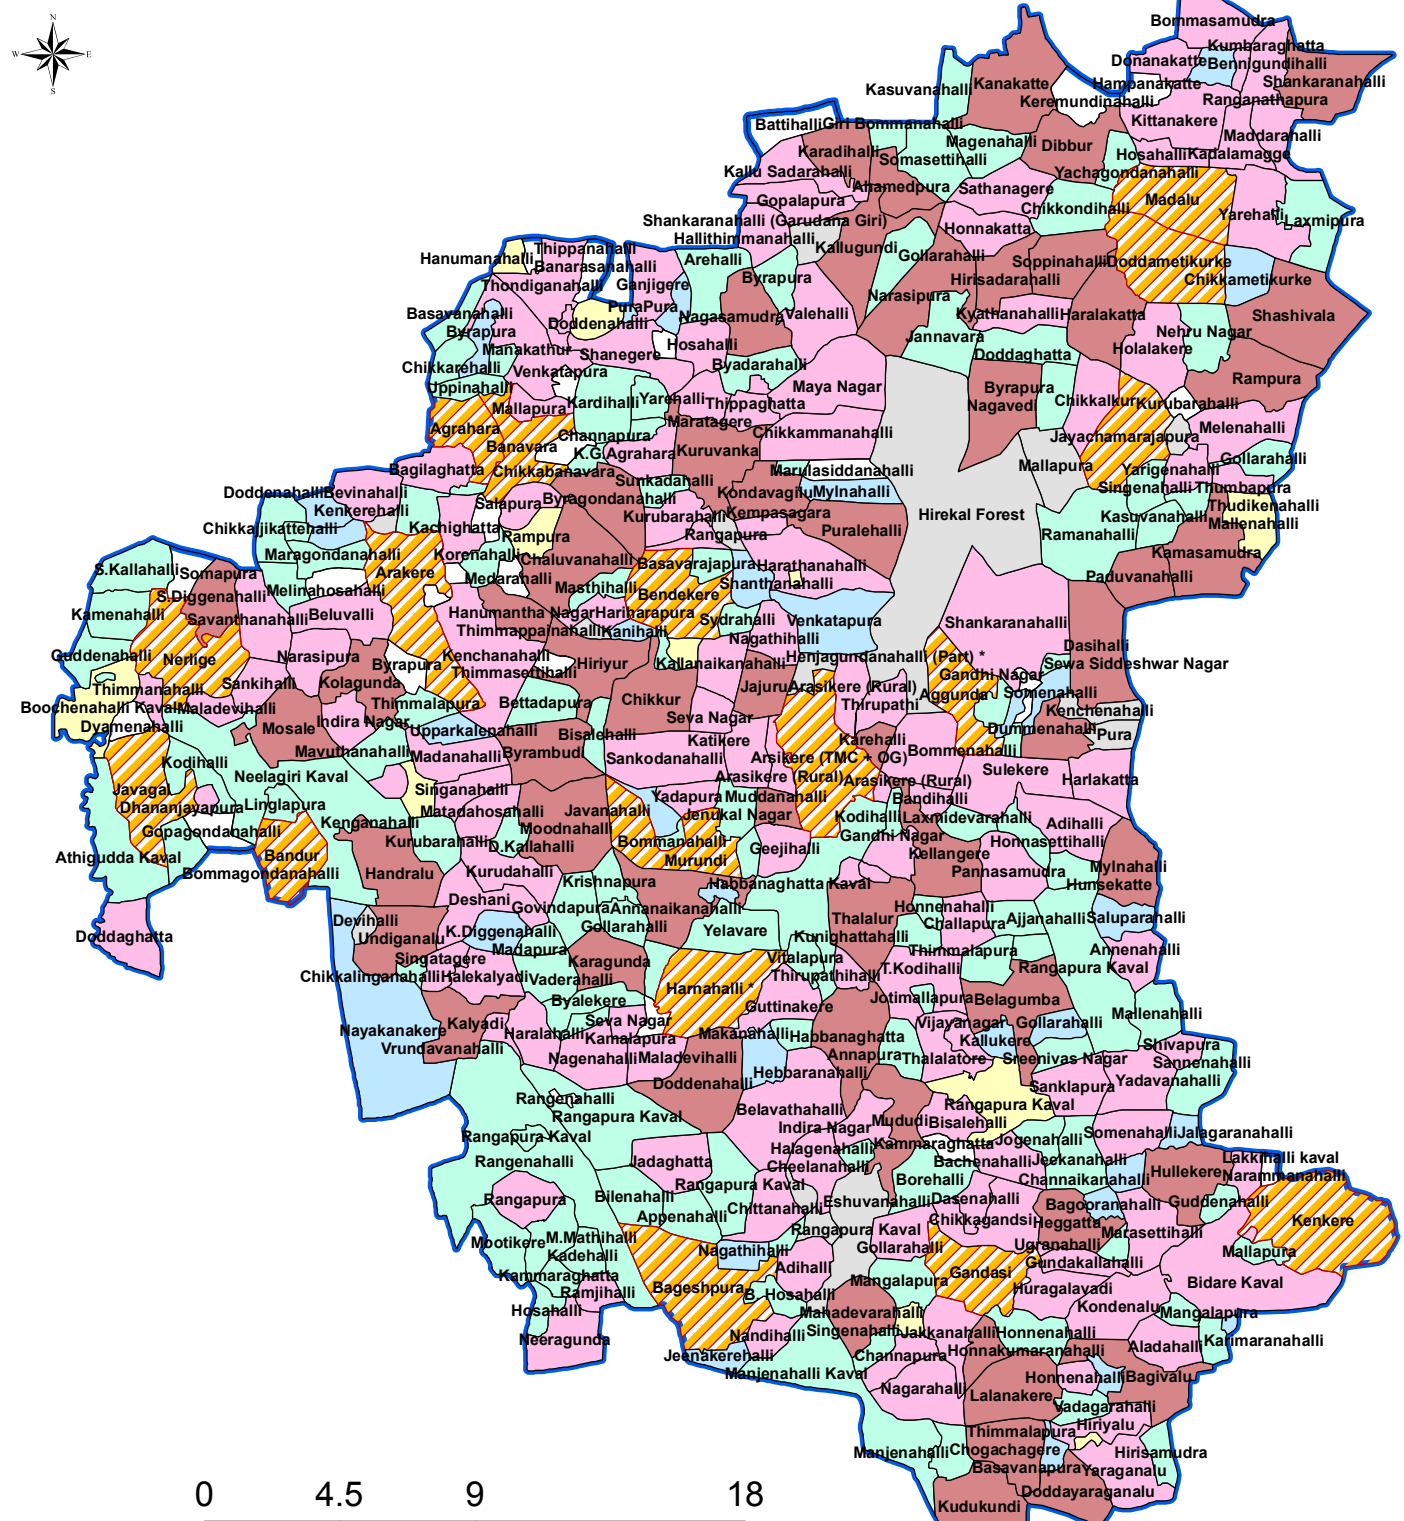 N
W E
S
Bommasamudra
Kumbaraghatta
Donanakatte
Bennigundihalli
Shankaranahalli
Kasuvanahalli
Kanakatte
Hampanakatte
Keremundinahalli
Ranganathapura
Kittanakere
Maddarahalli
Battihalli
Giri Bommanahalli
Magenahalli
Dibbur
Hosahalli
Kadalamagge
Karadihalli
Somasettihalli
Kallu Sadarahalli
Yachagondanahalli
Ahamedpura
Sathanagere
Gopalapura
Chikkondihalli
Madalu
Yarehalli
Laxmipura
Shankaranahalli (Garudana Giri)
Hallithimmanahalli
Kallugundi
Honnakatta
Gollarahalli
Soppinahalli
Doddametikurke
Hanumanahalli
Thippanahalli
Banarasanahalli
Arehalli
Byrapura
Hirisadarahalli
Chikkametikurke
Thondiganahalli
Ganjigere
Narasipura
Basavanahalli
Pura
Pura
Nagasamudra
Valehalli
Kyathanahalli
Haralakatta
Shashivala
Byrapura
Doddenahalli
Jannavara
Nehru Nagar
Manakathur
Shanegere
Hosahalli
Doddaghatta
Holalakere
Chikkarehalli
Venkatapura
Byadarahalli
Rampura
Uppinahalli
Maya Nagar
Byrapura
Nagavedi
Chikkalkur
Kurubarahalli
Mallapura
Kardihalli
Yarehalli
Thippaghatta
Agrahara
Maratagere
Melenahalli
Banavara
Channapura
Chikkammanahalli
Jayachamarajapura
K.G.Agrahara
Kuruvanka
Gollarahalli
Bagilaghatta
Chikkabanavara
Marulasiddanahalli
Mallapura
Yarigenahalli
Sunkadahalli
Singenahalli
Thumbapura
Doddenahalli
Bevinahalli
Kondavagilu
Mylnahalli
Kenkerehalli
Salapura
Byragondanahalli
Thudikenahalli
Kurubarahalli
Kempasagara
Hirekal Forest
Kasuvanahalli
Mallenahalli
Chikkajjikattehalli
Kachighatta
Rampura
Rangapura
Puralehalli
Ramanahalli
Maragondanahalli
Korenahalli
Chaluvanahalli
Basavarajapura
Harathanahalli
Kamasamudra
S.Kallahalli
Somapura
Arakere
Medarahalli
Masthihalli
Shanthanahalli
Paduvanahalli
S.Diggenahalli
Melinahosahalli
Bendekere
Kamenahalli
Savanthanahalli
Beluvalli
Hanumantha Nagar
Hariharapura
Sydrahalli
Venkatapura
Shankaranahalli
Thimmappainahalli
Kanihalli
Nagathihalli
Guddenahalli
Nerlige
Narasipura
Byrapura
Kenchanahalli
Hiriyur
Kallanaikanahalli
Henjagundanahalli (Part) *
Dasihalli
Sewa Siddeshwar Nagar
Thimmasettihalli
Gandhi Nagar
Thimmanahalli
Sankihalli
Kolagunda
Jajuru
Arasikere (Rural)
Aggunda
Somenahalli
Boochenahalli Kaval
Maladevihalli
Thimmalapura
Bettadapura
Chikkur
Thirupathi
Kenchenahalli
Dyamenahalli
Mosale
Indira Nagar
Upparkalenahalli
Bisalehalli
Seva Nagar
Dummenahalli
Pura
Katikere
Karehalli
Bommenahalli
Kodihalli
Mavuthanahalli
Madanahalli
Byrambudi
Sankodanahalli
Arsikere (TMC + OG)
Sulekere
Harlakatta
Neelagiri Kaval
Arasikere (Rural)
Arasikere (Rural)
Javagal
Singanahalli
Dhananjayapura
Linglapura
Matadahosahalli
Javanahalli
Yadapura
Muddanahalli
Bandihalli
Gopagondanahalli
Kenganahalli
Moodnahalli
Jenukal Nagar
Kodihalli
Laxmidevarahalli
Adihalli
Athigudda Kaval
Bandur
Kurubarahalli
D.Kallahalli
Bommanahalli
Murundi
Geejihalli
Gandhi Nagar
Honnasettihalli
Bommagondanahalli
Handralu
Kurudahalli
Kellangere
Pannasamudra
Mylnahalli
Hunsekatte
Krishnapura
Habbanaghatta Kaval
Deshani
Govindapura
Annanaikanahalli
Honnenahalli
Doddaghatta
Devihalli
Undiganalu
K.Diggenahalli
Gollarahalli
Yelavare
Thalalur
Challapura
Ajjanahalli
Saluparahalli
Madapura
Kunighattahalli
Singatagere
Karagunda
Vitalapura
Thimmalapura
Annenahalli
Chikkalinganahalli
Halekalyadi
Vaderahalli
Thirupathihalli
T.Kodihalli
Rangapura Kaval
Byalekere
Harnahalli *
Guttinakere
Jotimallapura
Belagumba
Nayakanakere
Kalyadi
Haralahalli
Seva Nagar
Vijayanagar
Gollarahalli
Mallenahalli
Kamalapura
Makanahalli
Habbanaghatta
Kallukere
Vrundavanahalli
Nagenahalli
Maladevihalli
Annapura
Thalalatore
Sreenivas Nagar
Shivapura
Sannenahalli
Doddenahalli
Hebbaranahalli
Sanklapura
Yadavanahalli
Rangenahalli
Rangapura Kaval
Belavathahalli
Rangapura Kaval
Rangapura Kaval
Indira Nagar
Mududi
Bisalehalli
Somenahalli
Jalagaranahalli
Rangenahalli
Jadaghatta
Halagenahalli
Kammaraghatta
Jogenahalli
Cheelanahalli
Bachenahalli
Jeekanahalli
Hullekere
Lakkihalli kaval
Narammanahalli
Rangapura
Bilenahalli
Rangapura Kaval
Borehalli
Channaikanahalli
Appenahalli
Chittanahalli
Eshuvanahalli
Dasenahalli
Bagooranahalli
Guddenahalli
Kenkere
Mootikere
M.Mathihalli
Rangapura Kaval
Chikkagandsi
Heggatta
Marasettihalli
Kadehalli
Nagathihalli
Gollarahalli
Ugranahalli
Mallapura
Kammaraghatta
Bageshpura
Adihalli
Mangalapura
Gandasi
Gundakallahalli
Bidare Kaval
Ramjihalli
B. Hosahalli
Huragalavadi
Hosahalli
Mahadevarahalli
Kondenalu
Mangalapura
Neeragunda
Nandihalli
Singenahalli
Jakkanahalli
Honnenahalli
Karimaranahalli
Jeenakerehalli
Channapura
Honnakumaranahalli
Aladahalli
Manjenahalli Kaval
Nagarahalli
Lalanakere
Honnenahalli
Bagivalu
Vadagarahalli
Thimmalapura
Hiriyalu
Manjenahalli
Chogachagere
Hirisamudra
Basavanapura
Yaraganalu
Doddayaraganalu
Kudukundi
0 4.5 9 18